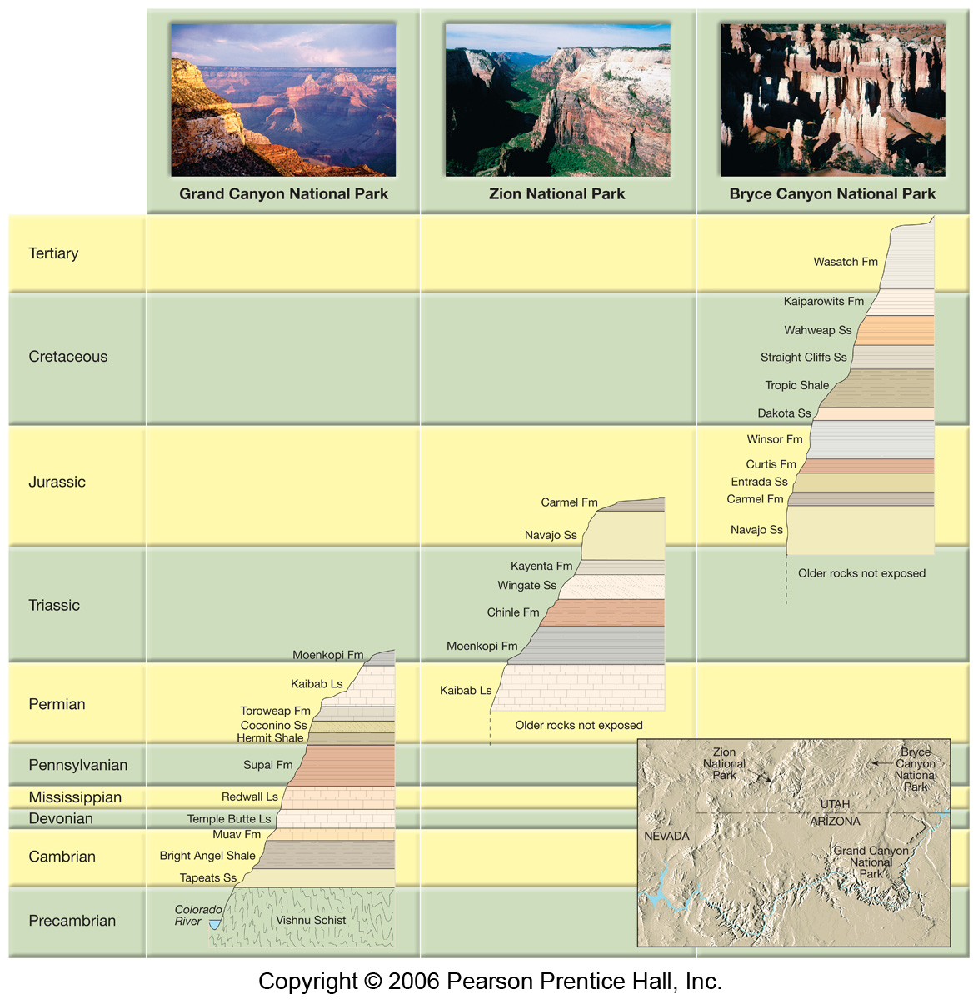 Grand Canyon National Park
Zion National Park
Bryce Canyon National Park
Tertiary
Wasatch Fm
Cretaceous
Kaiparowits Fm
Wahweap Ss
Straight Cliffs Ss
Tropic Shale
Dakota Ss
Jurassic
Winsor Fm
Curtis Fm
Entrada Ss
Carmel Fm
Navajo Ss
Older rocks not exposed
Carmel Fm
Navajo Ss
Triassic
Kayenta Fm
Wingate Ss
Chinle Fm
Moenkopi Fm
Kaibab Ls
Older rocks not exposed
Moenkopi Fm
Permian
Kaibab Ls
Toroweap Fm
Coconino Ss
Hermit Shale
Pennsylvanian
Supai Fm
Mississippian
Redwall Ls
Devonian
Temple Butte Ls
Muav Fm
Cambrian
Bright Angel Shale
Tapeats Ss
Precambrian
Colorado
River
Vishnu Schist
Zion
National
Park
Bryce
Canyon
National
Park
UTAH
ARIZONA
NEVADA
Grand Canyon
National
Park
Copyright © 2006 Pearson Prentice Hall, Inc.